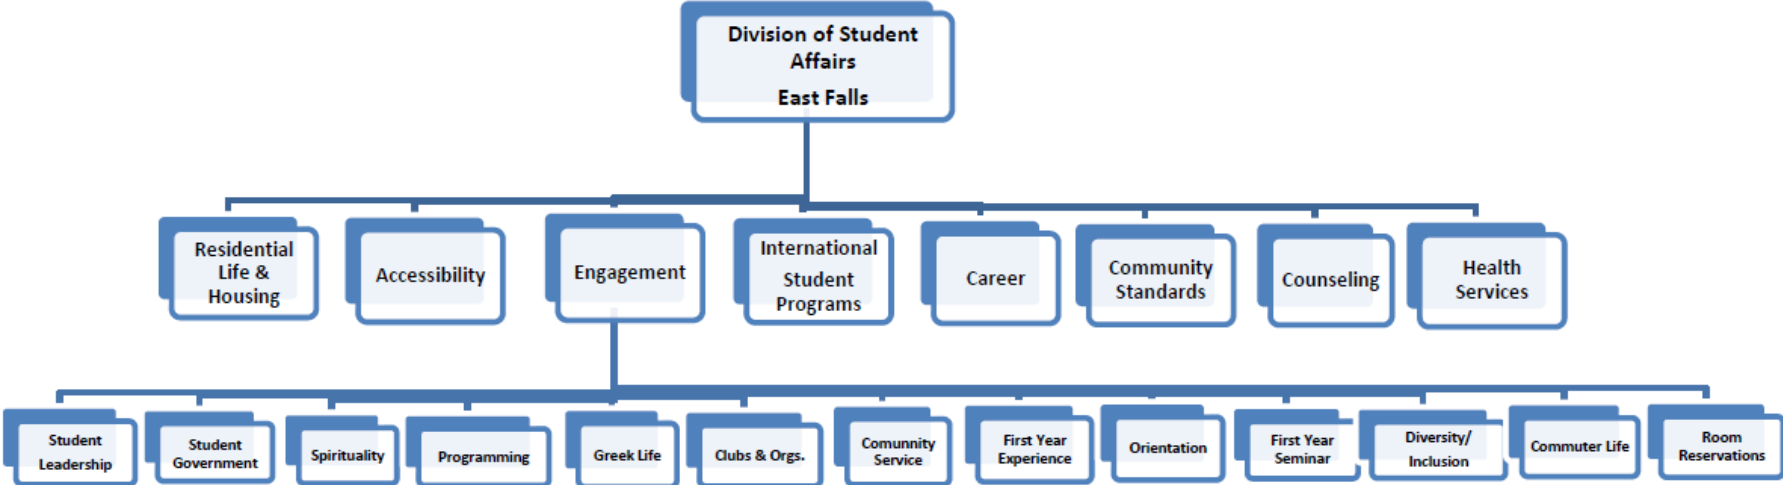 Division of Student
Affairs
East Falls
Residential
Life &
Housing
Accessibility
Engagement
International
Student
Programs
Career
Community
Standards
Counseling
Health
Services
Student
Leadership
Student
Government
Spirituality
Programming
Greek Life
Clubs & Orgs.
Comunnity
Service
First Year
Experience
Orientation
First Year
Seminar
Diversity/
Inclusion
Commuter Life
Room
Reservations